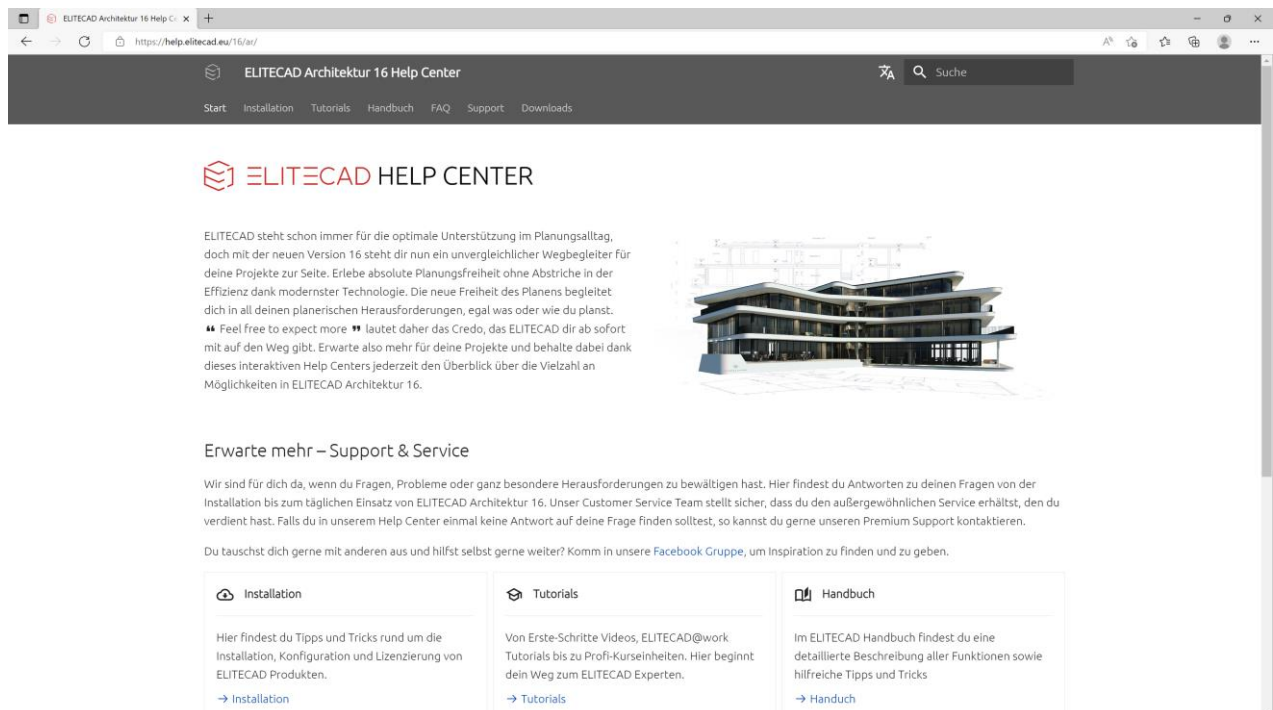 ELITECAD Architektur 16 Help C
https://help.elitecad.eu/16/ar/
ELITECAD Architektur 16 Help Center
Suche
Start Installation Tutorials Handbuch FAQ Support Downloads
ELITECAD HELP CENTER
ELITECAD steht schon immer für die optimale Unterstützung im Planungsalltag,
doch mit der neuen Version 16 steht dir nun ein unvergleichlicher Wegbegleiter für
deine Projekte zur Seite. Erlebe absolute Planungsfreiheit ohne Abstriche in der
Effizienz dank modernster Technologie. Die neue Freiheit des Planens begleitet
dich in all deinen planerischen Herausforderungen, egal was oder wie du planst.
❝ Feel free to expect more ❞ lautet daher das Credo, das ELITECAD dir ab sofort
mit auf den Weg gibt. Erwarte also mehr für deine Projekte und behalte dabei dank
dieses interaktiven Help Centers jederzeit den Überblick über die Vielzahl an
Möglichkeiten in ELITECAD Architektur 16.
Erwarte mehr – Support & Service
Wir sind für dich da, wenn du Fragen, Probleme oder ganz besondere Herausforderungen zu bewältigen hast. Hier findest du Antworten zu deinen Fragen von der
Installation bis zum täglichen Einsatz von ELITECAD Architektur 16. Unser Customer Service Team stellt sicher, dass du den außergewöhnlichen Service erhältst, den du
verdient hast. Falls du in unserem Help Center einmal keine Antwort auf deine Frage finden solltest, so kannst du gerne unseren Premium Support kontaktieren.
Du tauschst dich gerne mit anderen aus und hilfst selbst gerne weiter? Komm in unsere Facebook Gruppe, um Inspiration zu finden und zu geben.
Installation
Hier findest du Tipps und Tricks rund um die
Installation, Konfiguration und Lizenzierung von
ELITECAD Produkten.
→ Installation
Tutorials
Von Erste-Schritte Videos, ELITECAD@work
Tutorials bis zu Profi-Kurseinheiten. Hier beginnt
dein Weg zum ELITECAD Experten.
→ Tutorials
Handbuch
Im ELITECAD Handbuch findest du eine
detaillierte Beschreibung aller Funktionen sowie
hilfreiche Tipps und Tricks
→ Handuch